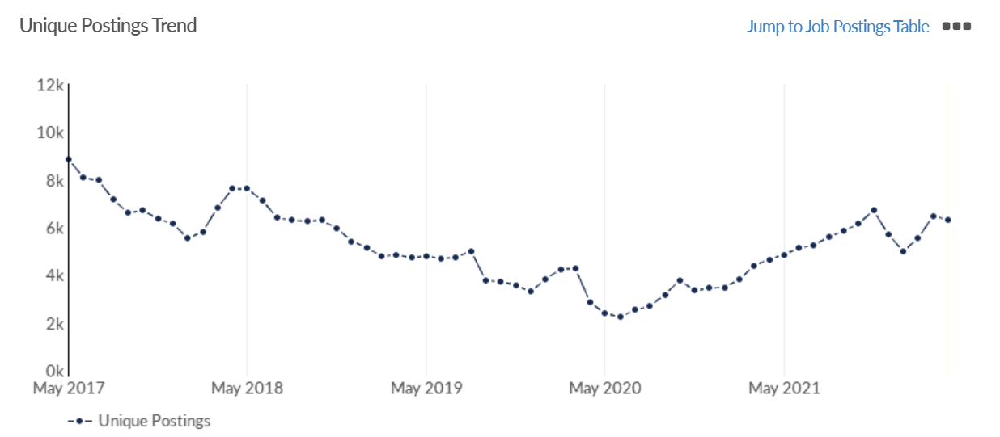 Unique Postings Trend
Jump to Job Postings Table
12k
10k
8k
6k
4k
2k
0k
May 2017 May 2018 May 2019 May 2020 May 2021
Unique Postings